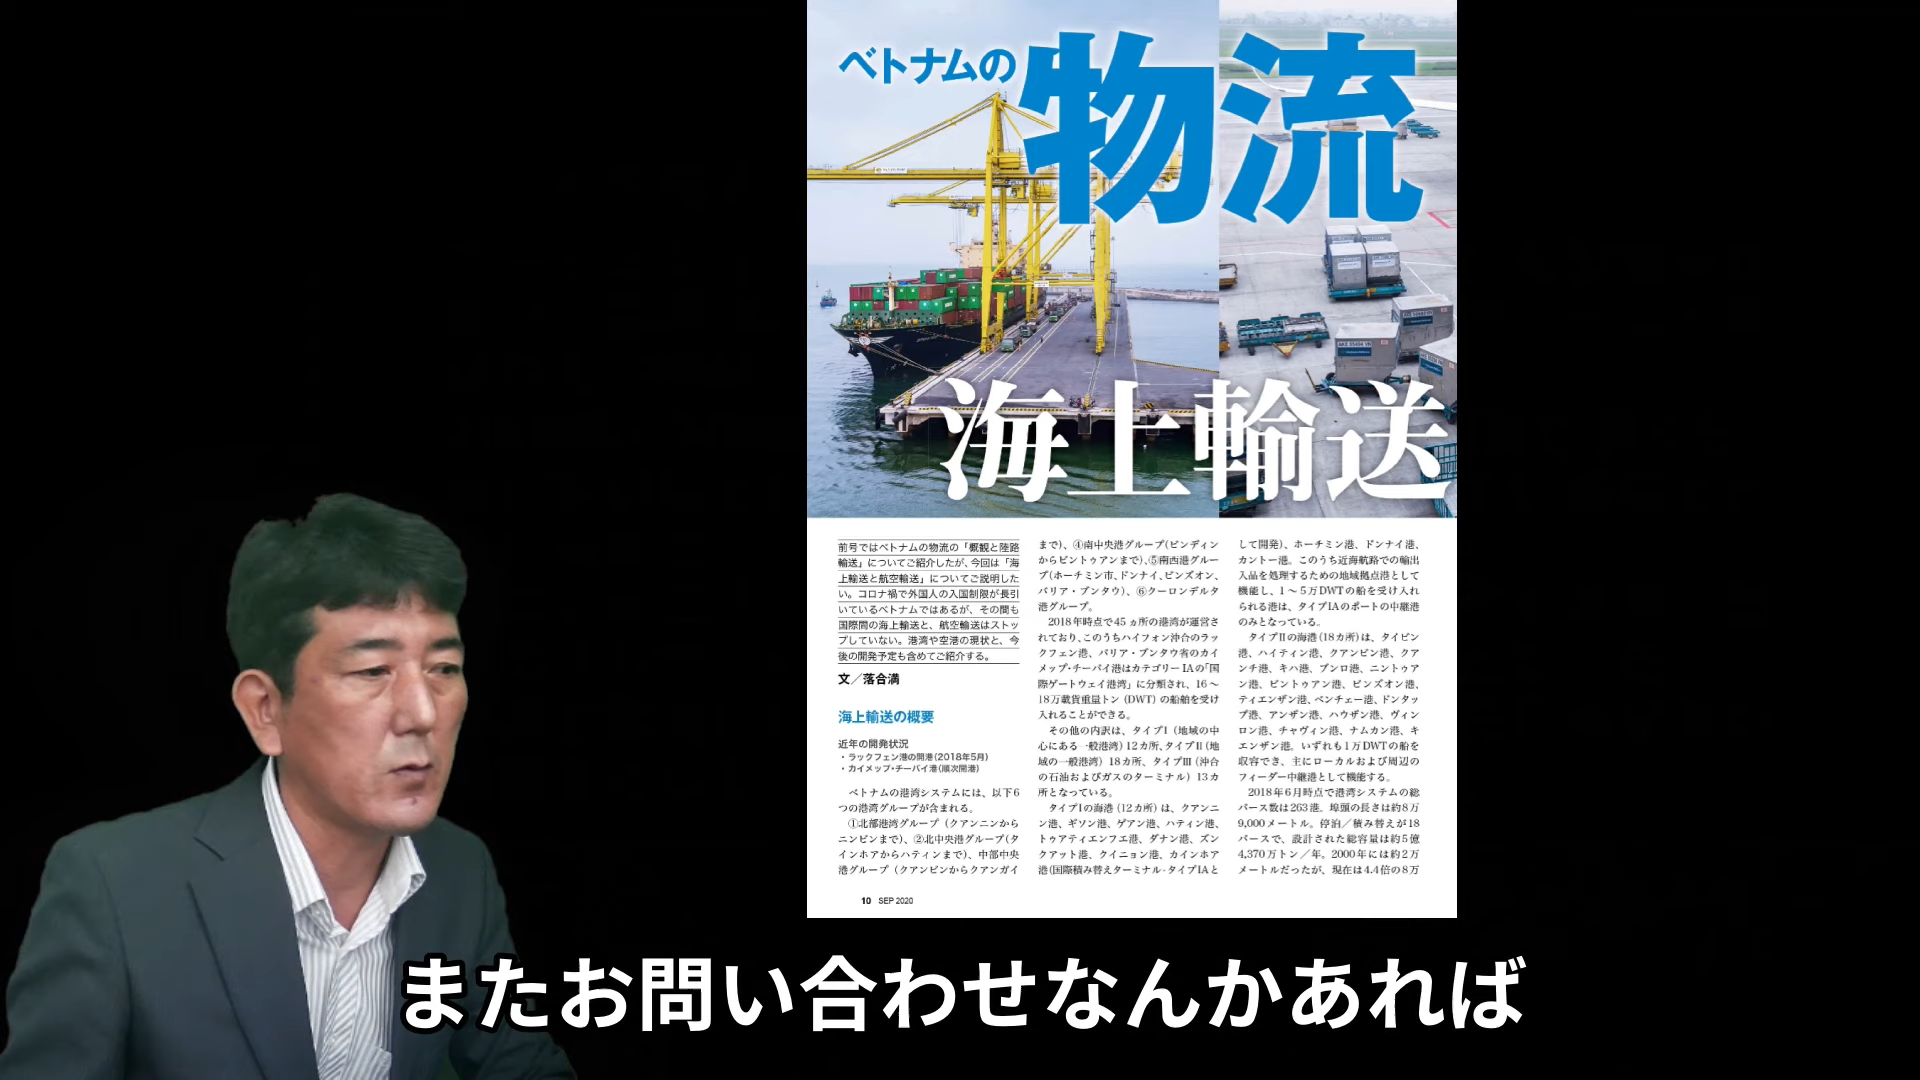 ベトナムの物流
海上輸送
前号ではベトナムの物流の「概観と陸路
輸送」についてご紹介したが、今回は「海
上輸送と航空輸送」についてご説明した
い。コロナ禍で外国人の入国制限が長引
いているベトナムではあるが、その間も
国際間の海上輸送と、航空輸送はストッ
プしていない。港湾や空港の現状と、今
後の開発予定も含めてご紹介する。
文／落合満
海上輸送の概要
近年の開発状況
・ラックフェン港の開港（2018年5月）
・カイメップ・チーバイ港（順次開港）
ベトナムの港湾システムには、以下6
つの港湾グループが含まれる。
①北部港湾グループ（クアンニンから
ニンビンまで）、②北中央港グループ（タ
インホアからハティンまで）、中部中央
港グループ（クアンビンからクアンガイ
まで）、④南中央港グループ（ビンディン
からビントゥアンまで）、⑤南西港グルー
プ（ホーチミン市、ドンナイ、ビンズオン、
バリア・ブンタウ）、⑥クーロンデルタ
港グループ。
2018年時点で45ヵ所の港湾が運営さ
れており、このうちハイフォン沖合のラッ
クフェン港、バリア・ブンタウ省のカイ
メップ・チーバイ港はカテゴリーIAの「国
際ゲートウェイ港湾」に分類され、16～
18万載貨重量トン（DWT）の船舶を受け
入れることができる。
その他の内訳は、タイプⅠ（地域の中
心にある一般港湾）12カ所、タイプⅡ（地
域の一般港湾）18カ所、タイプⅢ（沖合
の石油およびガスのターミナル）13カ
所となっている。
タイプⅠの海港（12カ所）は、クアンニ
ン港、ギソン港、ゲアン港、ハティン港、
トゥアティエンフエ港、ダナン港、ズン
クアット港、クイニョン港、カインホア
港（国際積み替えターミナル-タイプIAと
して開発）、ホーチミン港、ドンナイ港、
カントー港。このうち近海航路での輸出
入品を処理するための地域拠点港として
機能し、1～5万DWTの船を受け入れ
られる港は、タイプIAのポートの中継港
のみとなっている。
タイプⅡの海港（18カ所）は、タイビン
港、ハイティン港、クアンビン港、クア
ンチ港、キハ港、ブンロ港、ニントゥア
ン港、ビントゥアン港、ビンズオン港、
ティエンザン港、ベンチェー港、ドンタッ
プ港、アンザン港、ハウザン港、ヴィン
ロン港、チャヴィン港、ナムカン港、キ
エンザン港。いずれも1万DWTの船を
収容でき、主にローカルおよび周辺の
フィーダー中継港として機能する。
2018年6月時点で港湾システムの総
バース数は263港。埠頭の長さは約8万
9,000メートル。停泊／積み替えが18
バースで、設計された総容量は約5億
4,370万トン／年。2000年には約2万
メートルだったが、現在は4.4倍の8万
10 SEP 2020
またお問い合わせなんかあれば